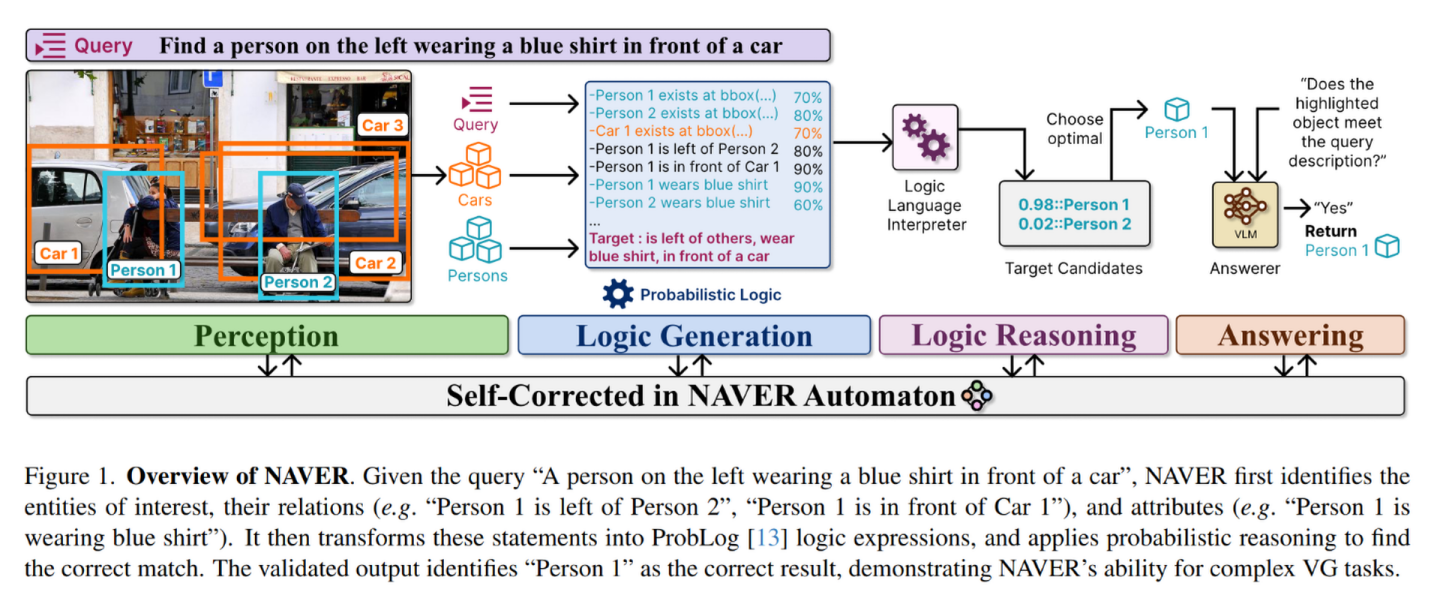 Query Find a person on the left wearing a blue shirt in front of a car
Car 3
Car 1
Person 1
Person 2
Car 2
Query
Cars
Persons
-Person 1 exists at bbox(...) 70%
-Person 2 exists at bbox(...) 80%
-Car 1 exists at bbox(...) 70%
-Person 1 is left of Person 2 80%
-Person 1 is in front of Car 1 90%
-Person 1 wears blue shirt 90%
-Person 2 wears blue shirt 60%
...
Target : is left of others, wear
blue shirt, in front of a car
Probabilistic Logic
Logic
Language
Interpreter
Choose
optimal
0.98::Person 1
0.02::Person 2
Target Candidates
Person 1
"Does the
highlighted
object meet
the query
description?"
VLM
Answerer
"Yes"
Return
Person 1
Perception
Logic Generation
Logic Reasoning
Answering
Self-Corrected in NAVER Automaton
Figure 1. Overview of NAVER. Given the query “A person on the left wearing a blue shirt in front of a car”, NAVER first identifies the
entities of interest, their relations (e.g. “Person 1 is left of Person 2”, “Person 1 is in front of Car 1”), and attributes (e.g. “Person 1 is
wearing blue shirt”). It then transforms these statements into ProbLog [13] logic expressions, and applies probabilistic reasoning to find
the correct match. The validated output identifies “Person 1” as the correct result, demonstrating NAVER’s ability for complex VG tasks.